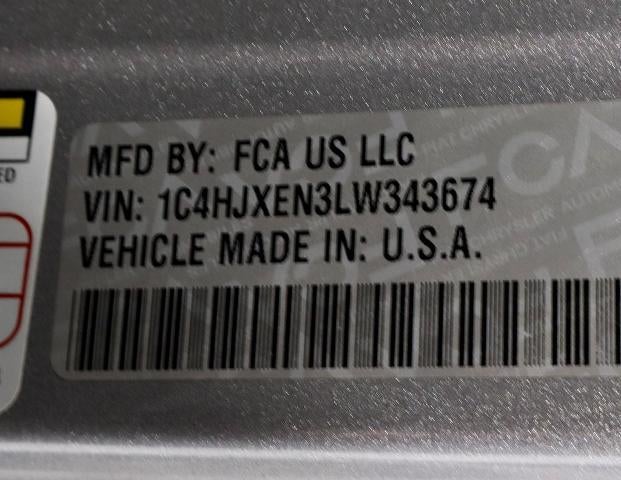 MFD BY: FCA US LLC
VIN: 1C4HJXEN3LW343674
VEHICLE MADE IN: U.S.A.